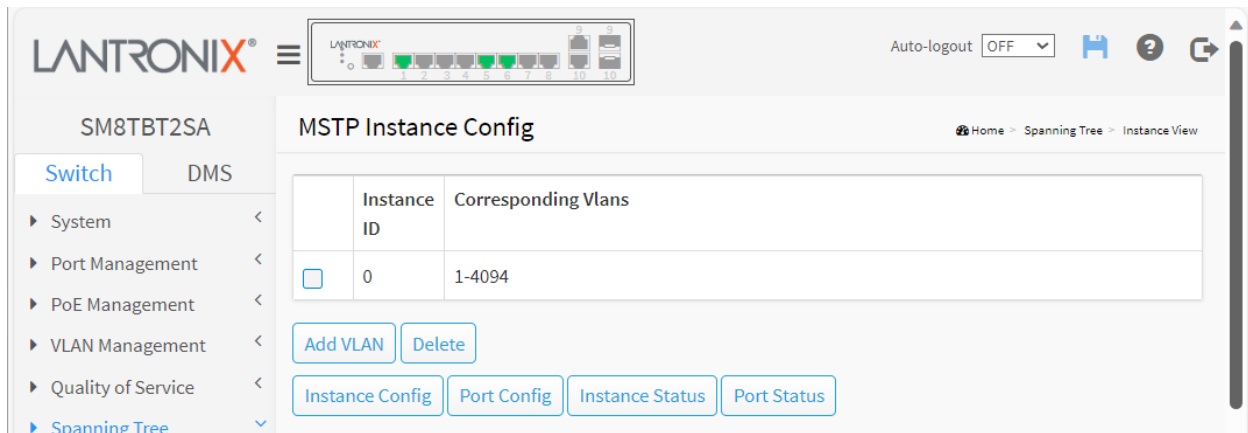 LANTRONIX®
LANTRONIX
9 9
1 2 3 4 5 6 7 8 10 10
Auto-logout OFF
SM8TBT2SA
MSTP Instance Config
Home > Spanning Tree > Instance View
Switch DMS
Instance ID Corresponding Vlans
0 1-4094
System
Port Management
PoE Management
VLAN Management
Quality of Service
Spanning Tree
Add VLAN Delete
Instance Config Port Config Instance Status Port Status